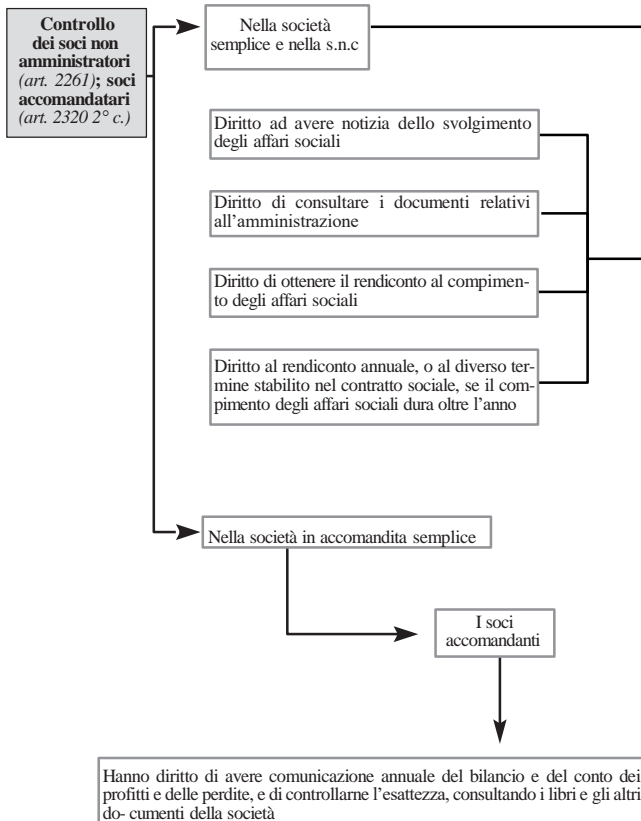 Controllo
dei soci non
amministratori
(art. 2261); soci
accomandatari
(art. 2320 2° c.)
Nella società
semplice e nella s.n.c
Diritto ad avere notizia dello svolgimento
degli affari sociali
Diritto di consultare i documenti relativi
all’amministrazione
Diritto di ottenere il rendiconto al compimen-
to degli affari sociali
Diritto al rendiconto annuale, o al diverso ter-
mine stabilito nel contratto sociale, se il com-
pimento degli affari sociali dura oltre l’anno
Nella società in accomandita semplice
I soci
accomandanti
Hanno diritto di avere comunicazione annuale del bilancio e del conto dei
profitti e delle perdite, e di controllarne l’esattezza, consultando i libri e gli altri
do- cumenti della società